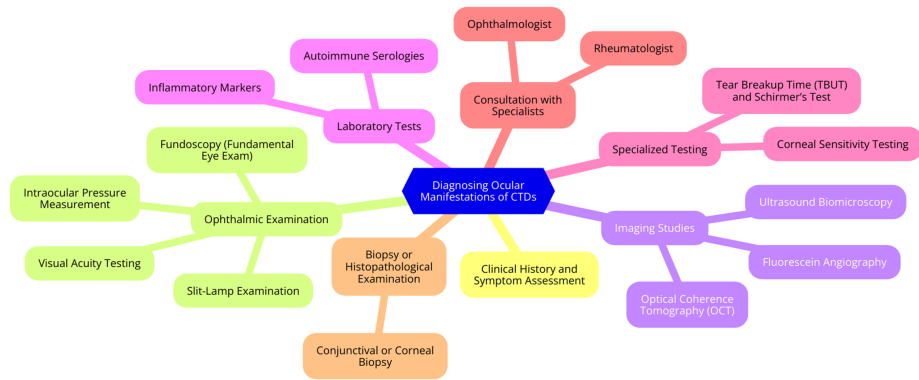 Ophthalmologist
Rheumatologist
Autoimmune Serologies
Inflammatory Markers
Consultation with
Specialists
Tear Breakup Time (TBUT)
and Schirmer's Test
Laboratory Tests
Fundoscopy (Fundamental
Eye Exam)
Specialized Testing
Corneal Sensitivity Testing
Diagnosing Ocular
Manifestations of CTDs
Intraocular Pressure
Measurement
Ophthalmic Examination
Ultrasound Biomicroscopy
Imaging Studies
Visual Acuity Testing
Biopsy or
Histopathological
Examination
Clinical History and
Symptom Assessment
Fluorescein Angiography
Slit-Lamp Examination
Optical Coherence
Tomography (OCT)
Conjunctival or Corneal
Biopsy